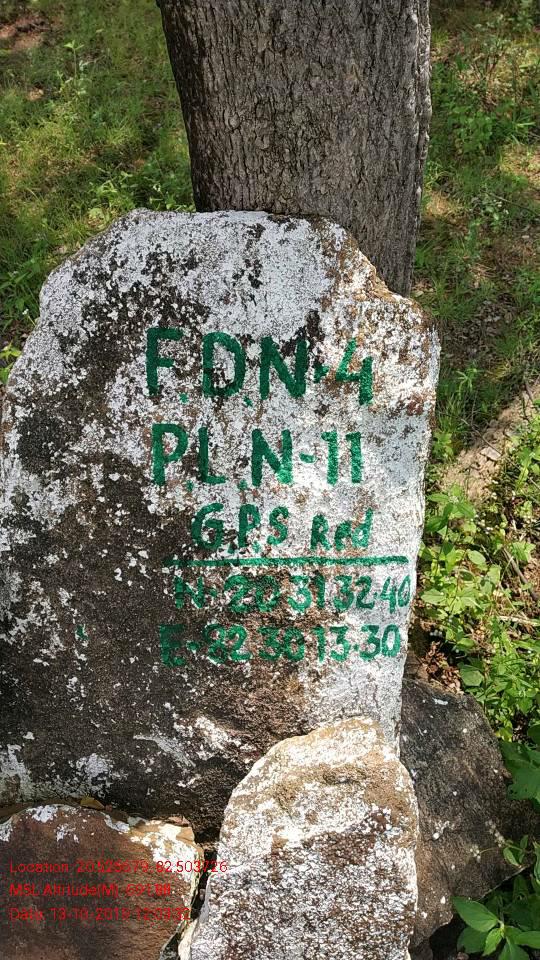 F.D.N-4
P.L.N-11
G.P.S Rad
N-20 31 32.40
E-82 30 13.30
Location: 20.525679, 82.503726
MSL Altitude(M): 691.88
Date: 13-10-2019 12:03:32